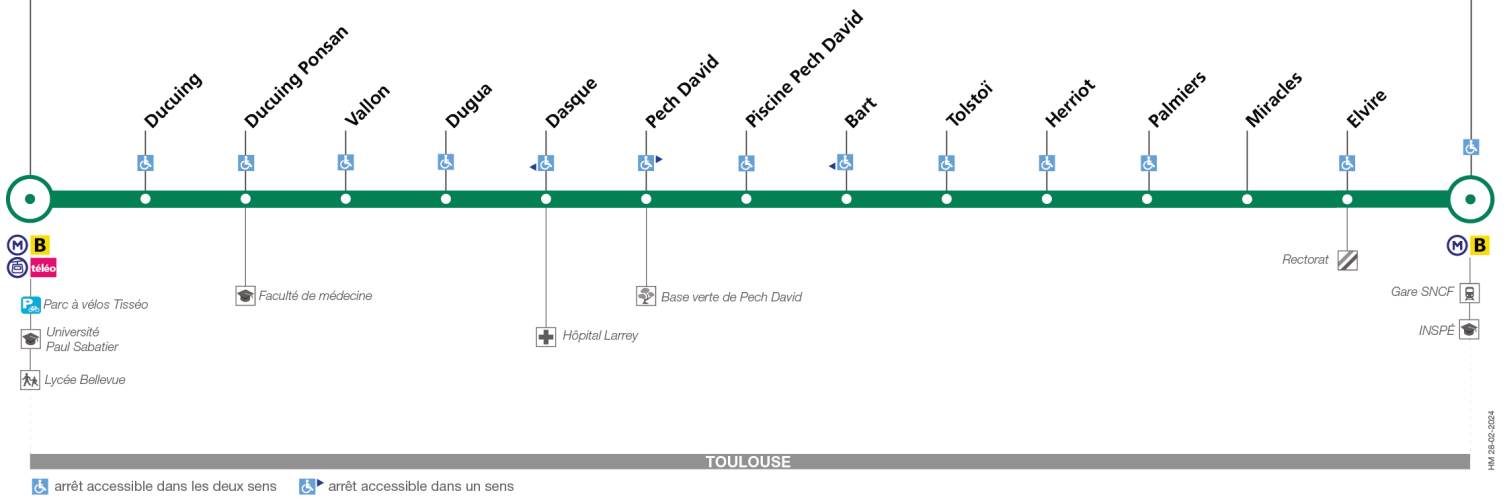 Ducuing
Ducuing Ponsan
Vallon
Dugua
Dasque
Pech David
Piscine Pech David
Bart
Tolstoï
Herriot
Palmiers
Miracles
Elvire
M B
téléo
P
Parc à vélos Tisséo
Université
Paul Sabatier
Lycée Bellevue
Faculté de médecine
Hôpital Larrey
Base verte de Pech David
Rectorat
M B
Gare SNCF
INSPÉ
TOULOUSE
arrêt accessible dans les deux sens
arrêt accessible dans un sens
HM 28-02-2024